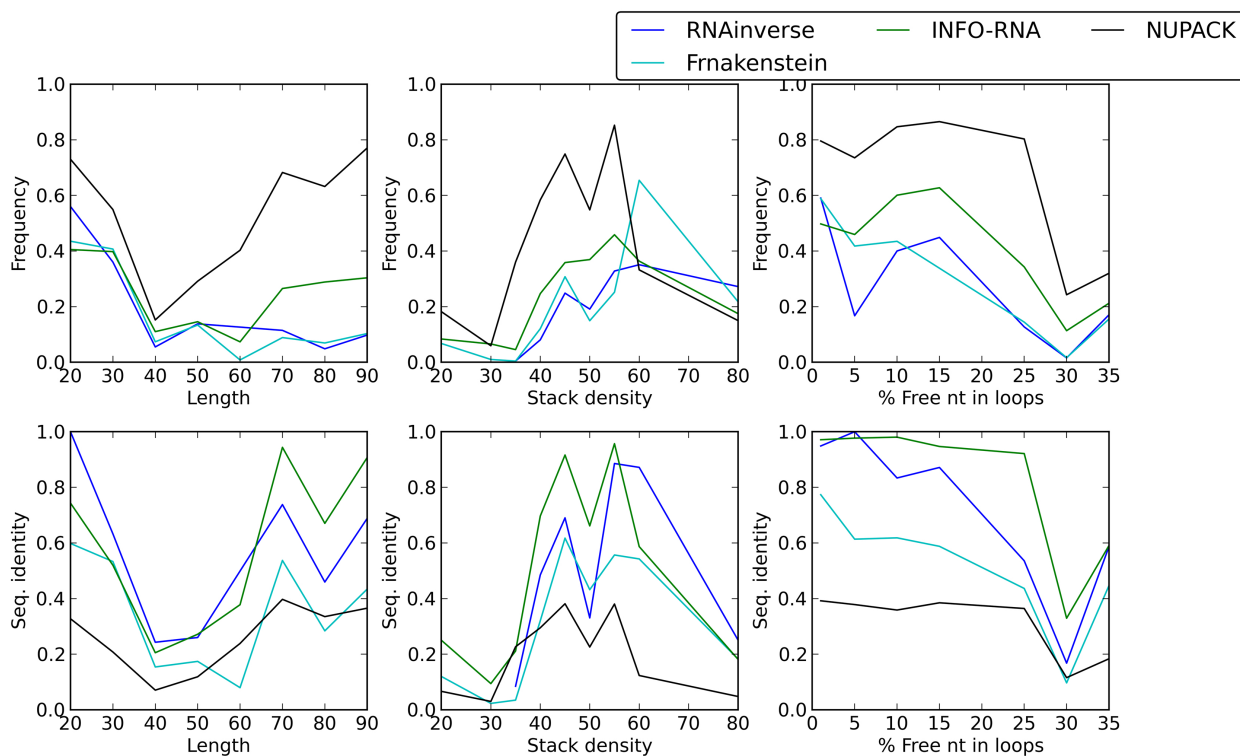 RNAinverse INFO-RNA NUPACK
Frnakenstein
1.0 0.8 0.6 0.4 0.2 0.0
Frequency
20 30 40 50 60 70 80 90
Length
1.0 0.8 0.6 0.4 0.2 0.0
Frequency
20 30 40 50 60 70 80
Stack density
1.0 0.8 0.6 0.4 0.2 0.0
Frequency
0 5 10 15 20 25 30 35
% Free nt in loops
1.0 0.8 0.6 0.4 0.2 0.0
Seq. identity
20 30 40 50 60 70 80 90
Length
1.0 0.8 0.6 0.4 0.2 0.0
Seq. identity
20 30 40 50 60 70 80
Stack density
1.0 0.8 0.6 0.4 0.2 0.0
Seq. identity
0 5 10 15 20 25 30 35
% Free nt in loops